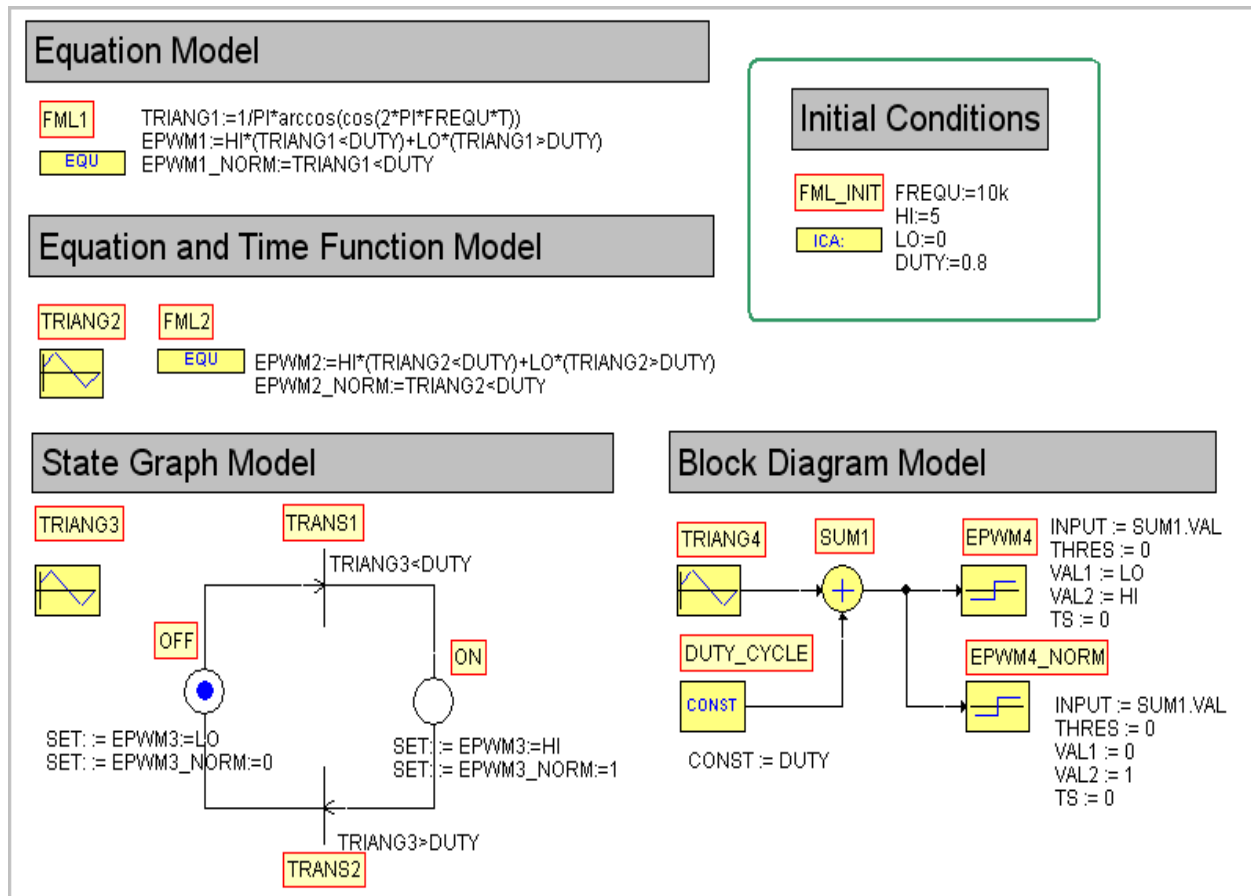 Equation Model
FML1
EQU
TRIANG1:=1/PI*arccos(cos(2*PI*FREQU*T))
EPWM1:=HI*(TRIANG1<DUTY)+LO*(TRIANG1>DUTY)
EPWM1_NORM:=TRIANG1<DUTY
Initial Conditions
FML_INIT
ICA:
FREQU:=10k
HI:=5
LO:=0
DUTY:=0.8
Equation and Time Function Model
TRIANG2
FML2
EQU
EPWM2:=HI*(TRIANG2<DUTY)+LO*(TRIANG2>DUTY)
EPWM2_NORM:=TRIANG2<DUTY
State Graph Model
TRIANG3
TRANS1
TRIANG3<DUTY
OFF
ON
SET: := EPWM3:=LO
SET: := EPWM3_NORM:=0
SET: := EPWM3:=HI
SET: := EPWM3_NORM:=1
TRIANG3>DUTY
TRANS2
Block Diagram Model
TRIANG4
SUM1
EPWM4
INPUT := SUM1.VAL
THRES := 0
VAL1 := LO
VAL2 := HI
TS := 0
DUTY_CYCLE
CONST
CONST := DUTY
EPWM4_NORM
INPUT := SUM1.VAL
THRES := 0
VAL1 := 0
VAL2 := 1
TS := 0